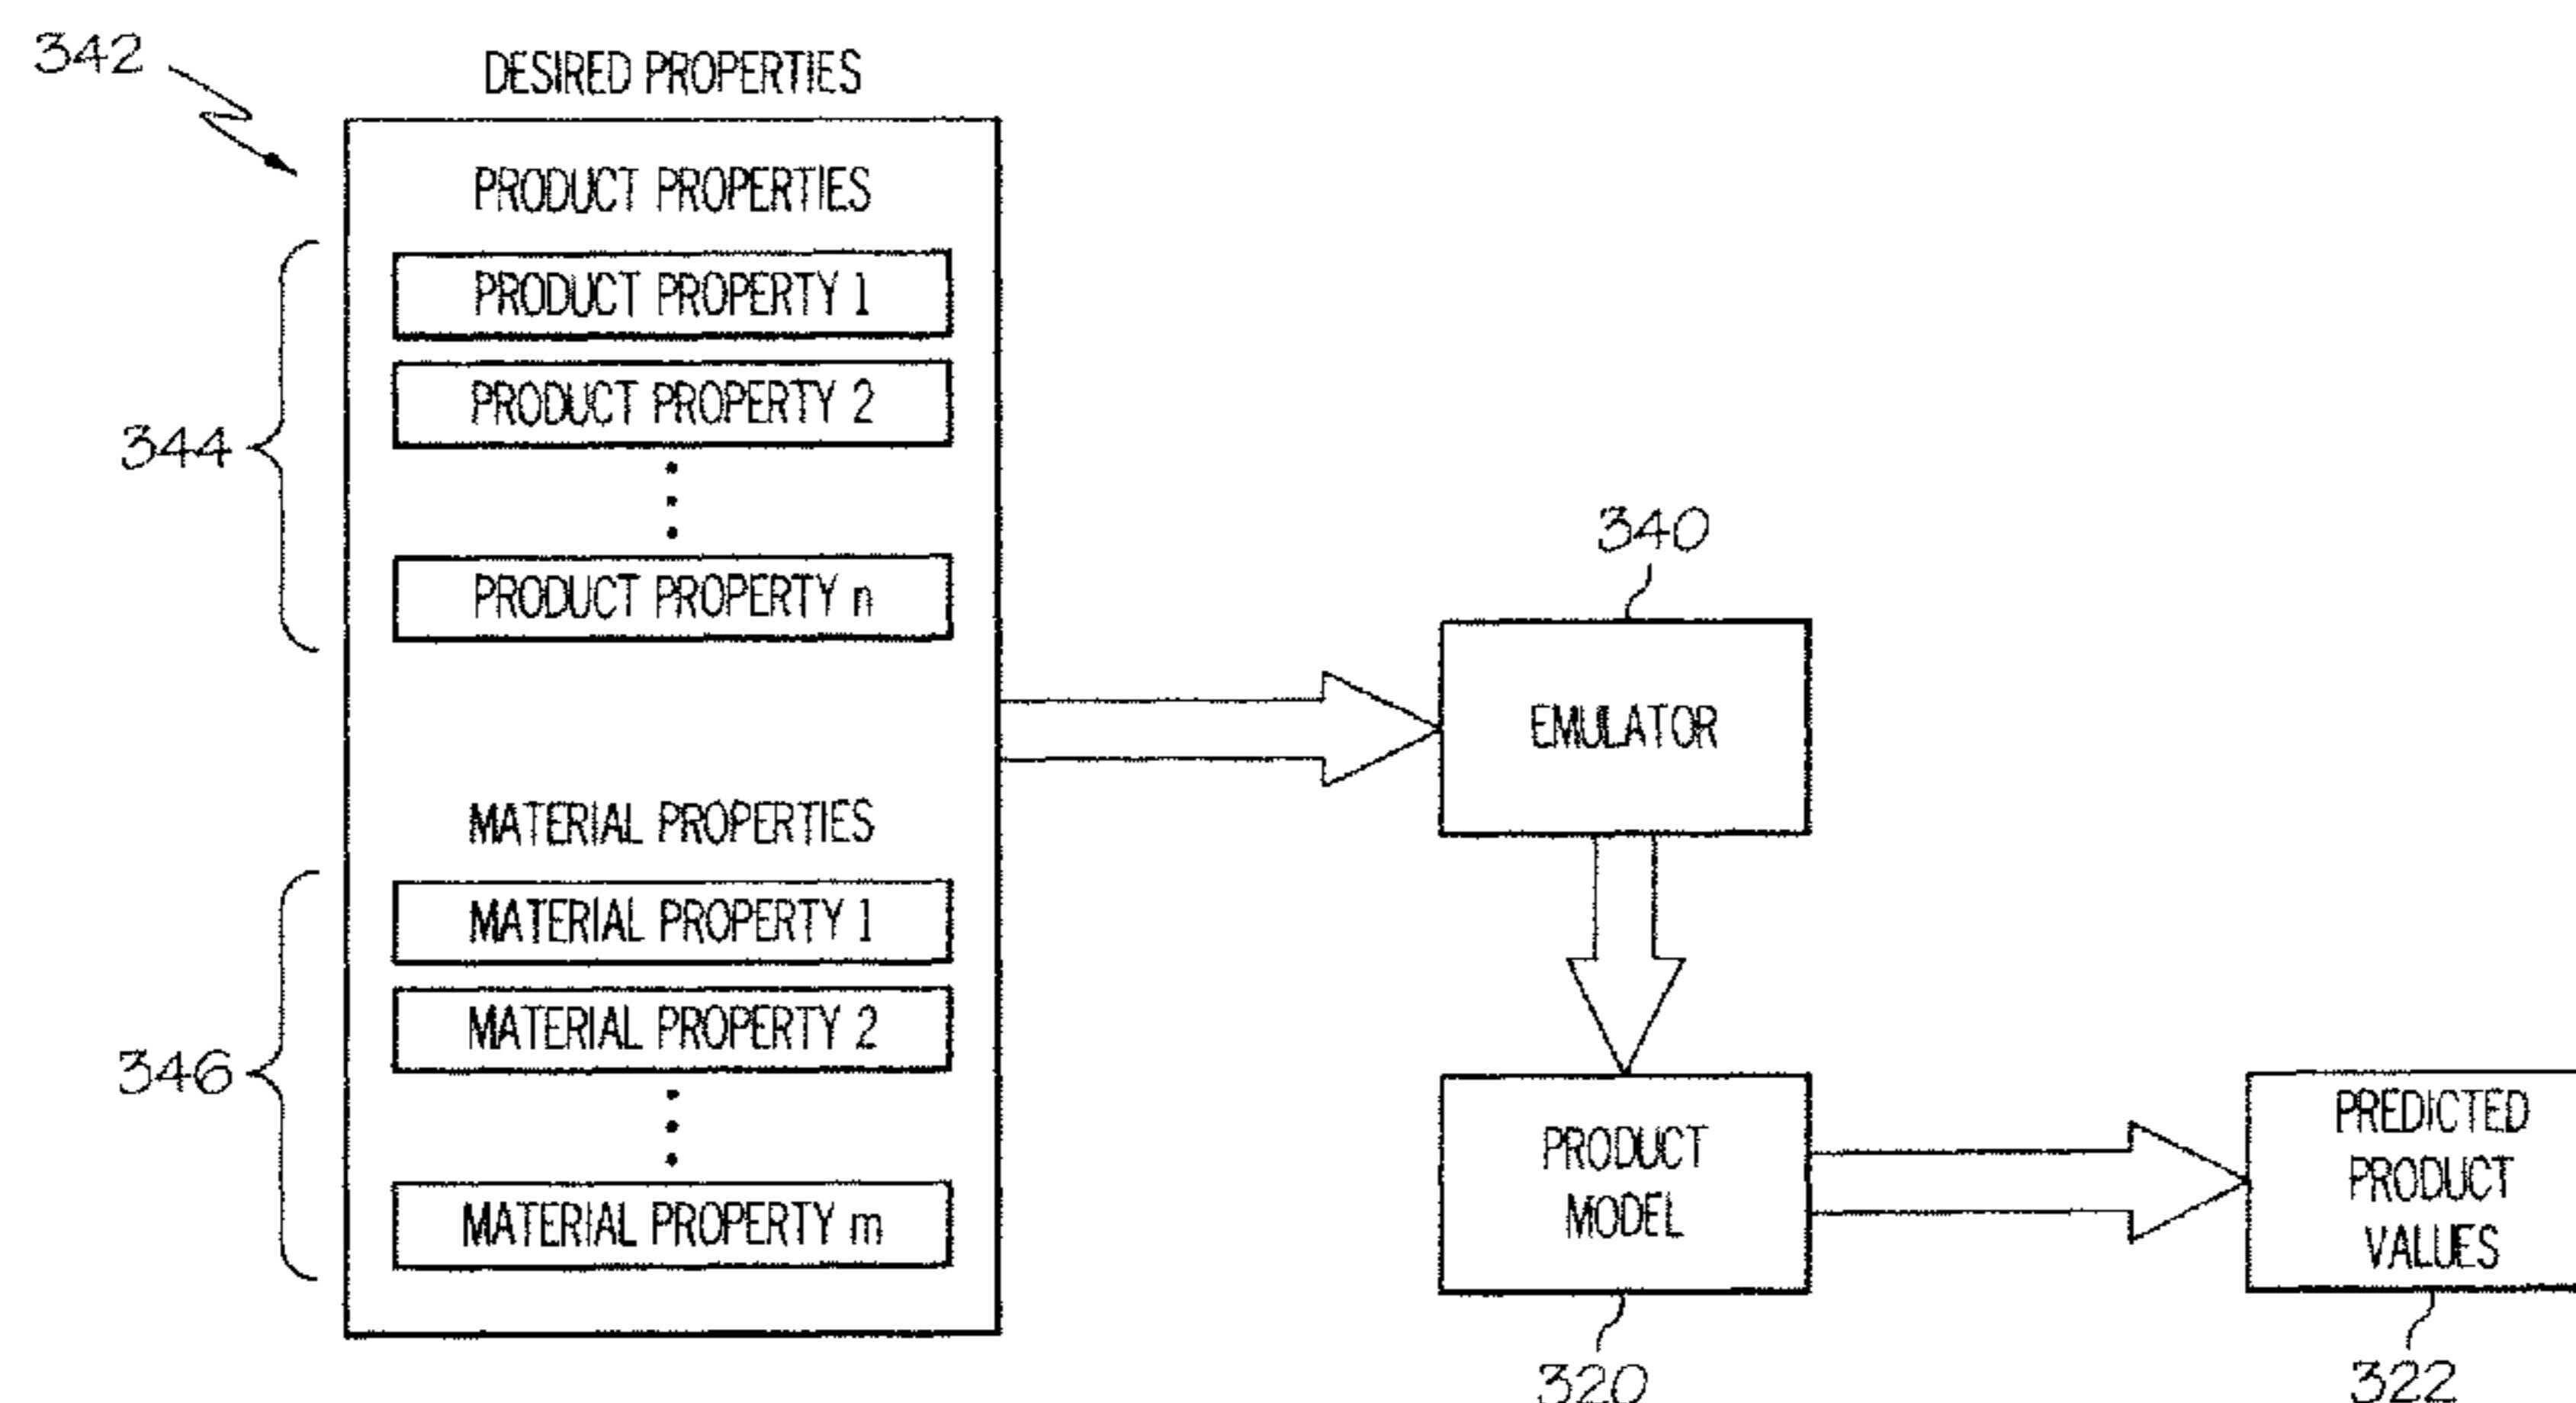 342
DESIRED PROPERTIES
PRODUCT PROPERTIES
PRODUCT PROPERTY 1
PRODUCT PROPERTY 2
344
PRODUCT PROPERTY n
MATERIAL PROPERTIES
MATERIAL PROPERTY 1
MATERIAL PROPERTY 2
346
MATERIAL PROPERTY m
340
EMULATOR
PRODUCT
MODEL
320
PREDICTED
PRODUCT
VALUES
322